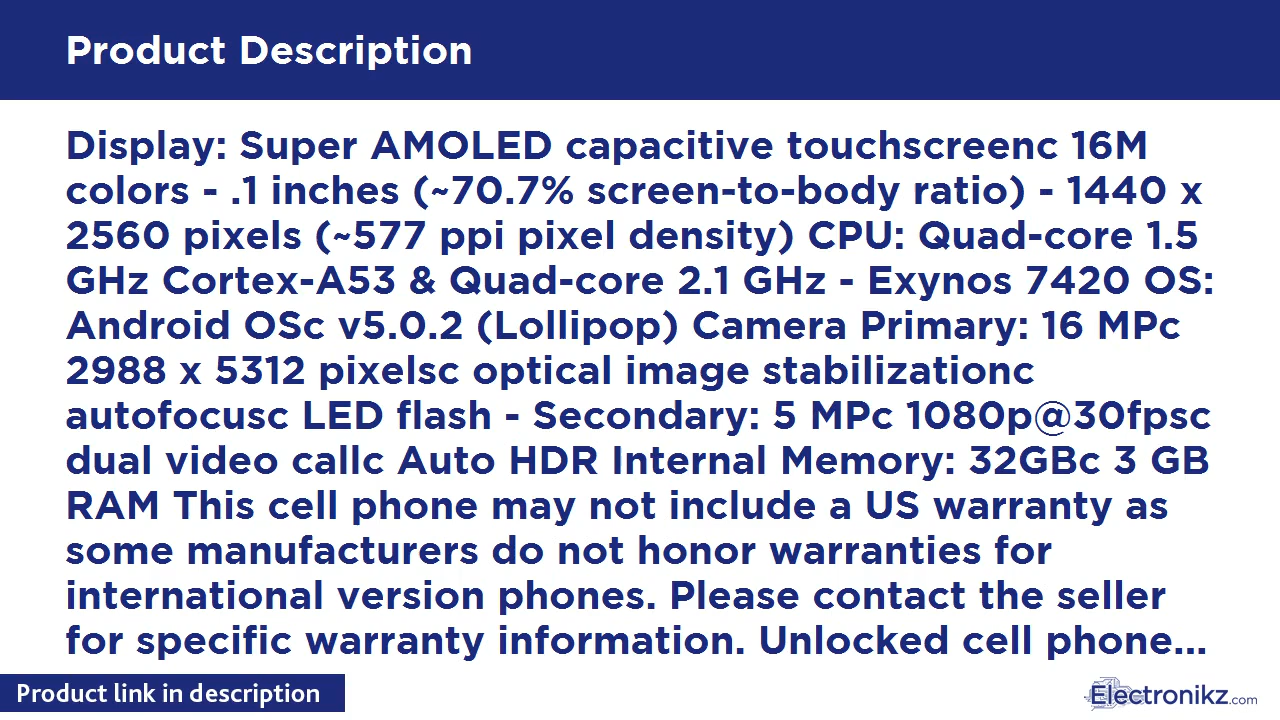 Product Description
Display: Super AMOLED capacitive touchscreenc 16M
colors - .1 inches (~70.7% screen-to-body ratio) - 1440 x
2560 pixels (~577 ppi pixel density) CPU: Quad-core 1.5
GHz Cortex-A53 & Quad-core 2.1 GHz - Exynos 7420 OS:
Android OSc v5.0.2 (Lollipop) Camera Primary: 16 MPc
2988 x 5312 pixelsc optical image stabilizationc
autofocusc LED flash - Secondary: 5 MPc 1080p@30fpsc
dual video callc Auto HDR Internal Memory: 32GBc 3 GB
RAM This cell phone may not include a US warranty as
some manufacturers do not honor warranties for
international version phones. Please contact the seller
for specific warranty information. Unlocked cell phone...
Product link in description
Electronikz.com